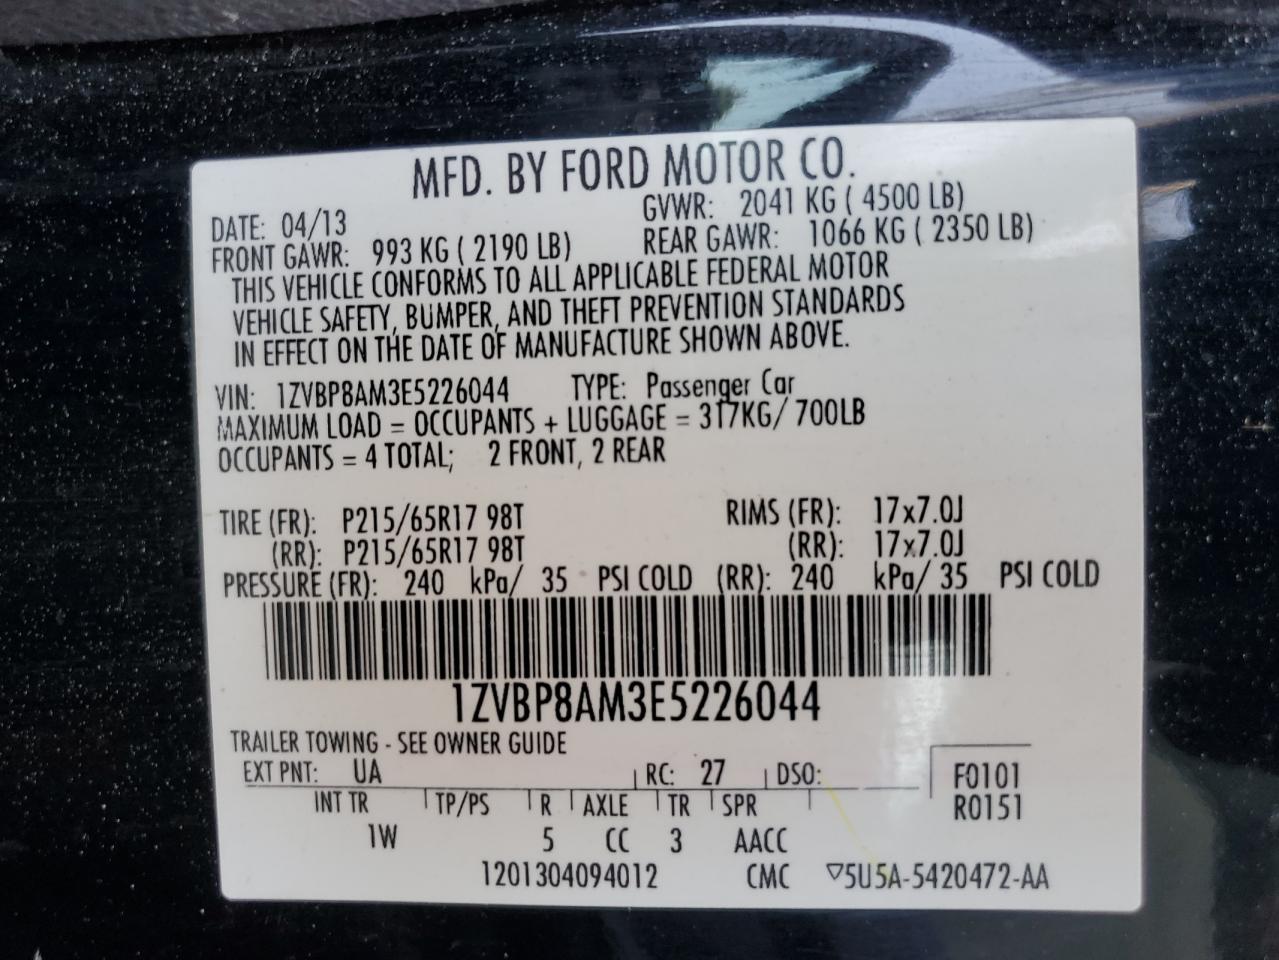 MFD. BY FORD MOTOR CO.
DATE: 04/13 GVWR: 2041 KG ( 4500 LB)
FRONT GAWR: 993 KG ( 2190 LB) REAR GAWR: 1066 KG ( 2350 LB)
THIS VEHICLE CONFORMS TO ALL APPLICABLE FEDERAL MOTOR
VEHICLE SAFETY, BUMPER, AND THEFT PREVENTION STANDARDS
IN EFFECT ON THE DATE OF MANUFACTURE SHOWN ABOVE.
VIN: 1ZVBP8AM3E5226044 TYPE: Passenger Car
MAXIMUM LOAD = OCCUPANTS + LUGGAGE = 317KG/ 700LB
OCCUPANTS = 4 TOTAL; 2 FRONT, 2 REAR
TIRE (FR): P215/65R17 98T RIMS (FR): 17x7.0J
(RR): P215/65R17 98T (RR): 17x7.0J
PRESSURE (FR): 240 kPa/ 35 PSI COLD (RR): 240 kPa/ 35 PSI COLD
1ZVBP8AM3E5226044
TRAILER TOWING - SEE OWNER GUIDE
EXT PNT: UA RC: 27 DSO: F0101
INT TR TP/PS R AXLE TR SPR R0151
1W 5 CC 3 AACC
1201304094012 CMC ▽5U5A-5420472-AA